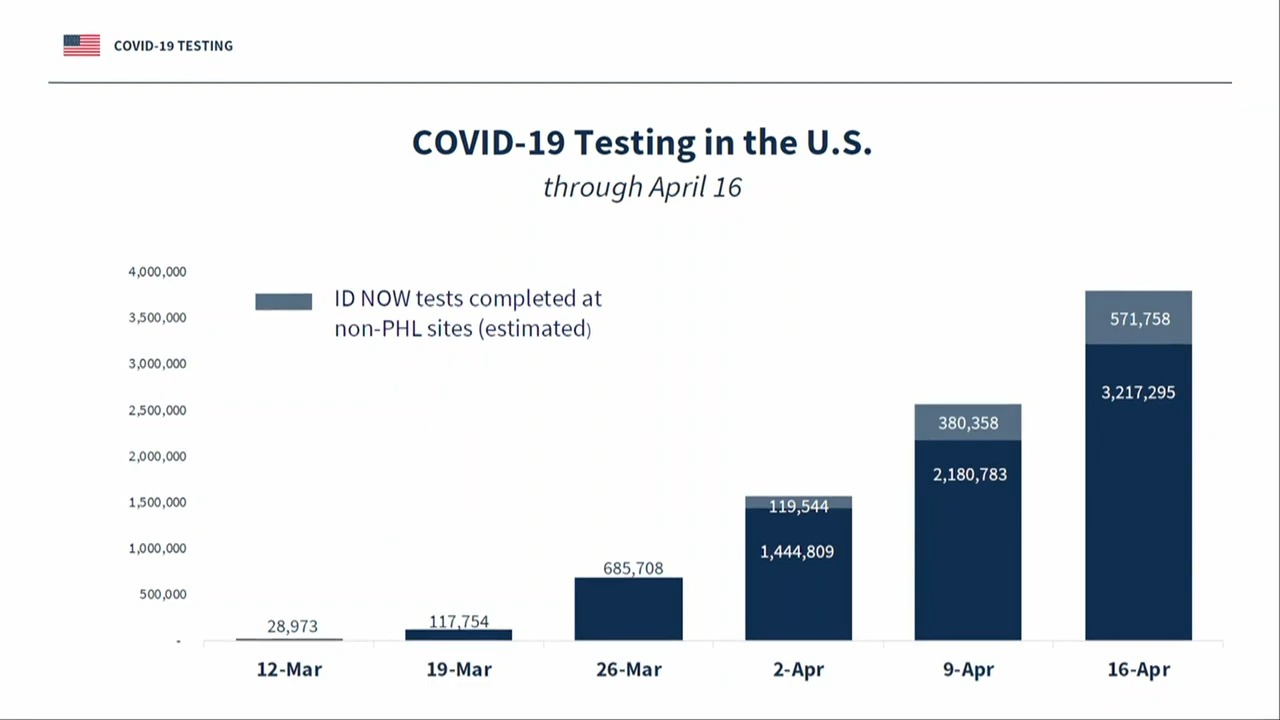 COVID-19 TESTING
COVID-19 Testing in the U.S.
through April 16
4,000,000
3,500,000
3,000,000
2,500,000
2,000,000
1,500,000
1,000,000
500,000
-
ID NOW tests completed at
non-PHL sites (estimated)
28,973
117,754
685,708
119,544
1,444,809
380,358
2,180,783
571,758
3,217,295
12-Mar
19-Mar
26-Mar
2-Apr
9-Apr
16-Apr